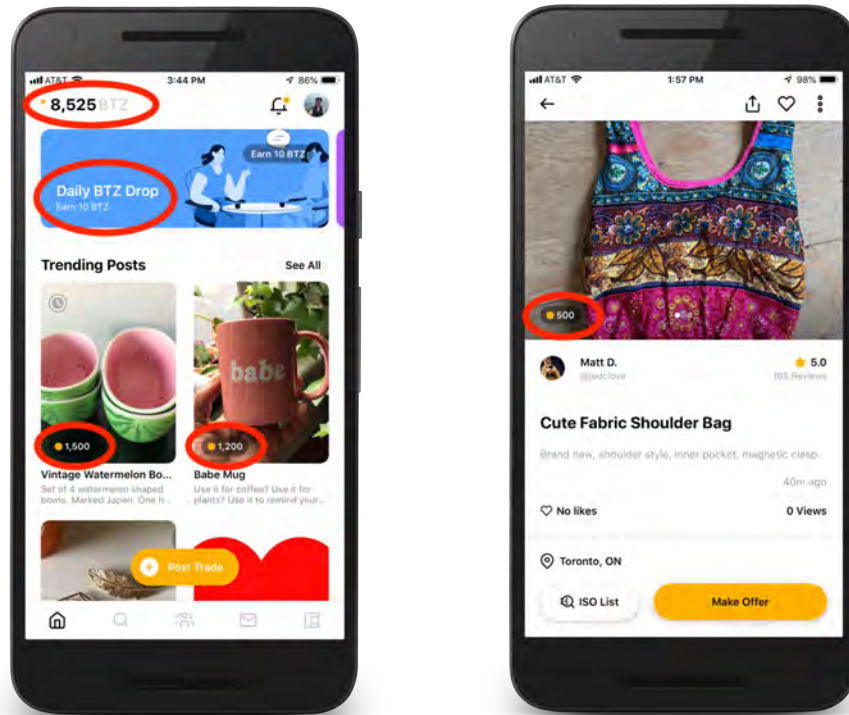 AT&T
3:44 PM
86%
8,525 BTZ
Earn 10 BTZ
Daily BTZ Drop
Earn 10 BTZ
Trending Posts
See All
babe
1,500
1,200
Vintage Watermelon Bo...
Babe Mug
Set of 4 watermelon shaped
bowls. Marked Japan. One h...
Use it for coffee? Use it for
plants? Use it to remind your...
Post Trade
AT&T
1:57 PM
98%
500
Matt D.
5.0
195 Reviews
Cute Fabric Shoulder Bag
Brand new, shoulder style, inner pocket, magnetic clasp.
40m ago
No likes
0 Views
Toronto, ON
ISO List
Make Offer